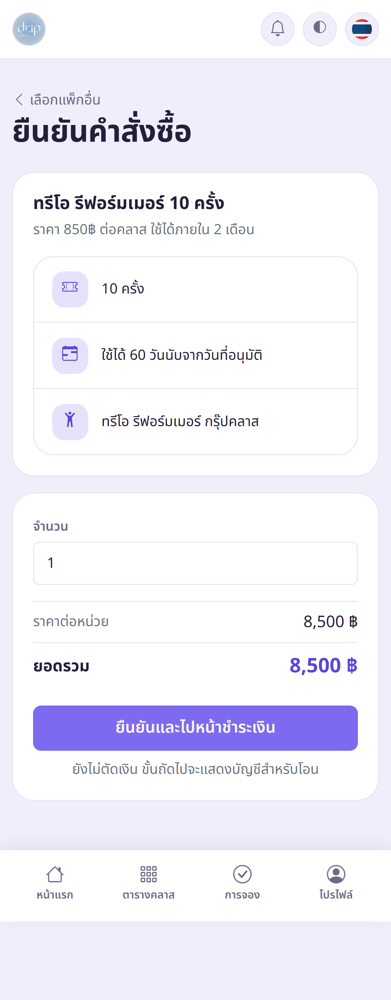 drip
เลือกแพ็กอื่น
ยืนยันคำสั่งซื้อ
ทรีโอ รีฟอร์มเมอร์ 10 ครั้ง
ราคา 850฿ ต่อคลาส ใช้ได้ภายใน 2 เดือน
10 ครั้ง
ใช้ได้ 60 วันนับจากวันที่อนุมัติ
ทรีโอ รีฟอร์มเมอร์ กรุ๊ปคลาส
จำนวน
1
ราคาต่อหน่วย 8,500 ฿
ยอดรวม 8,500 ฿
ยืนยันและไปหน้าชำระเงิน
ยังไม่ตัดเงิน ขั้นถัดไปจะแสดงบัญชีสำหรับโอน
หน้าแรก ตารางคลาส การจอง โปรไฟล์